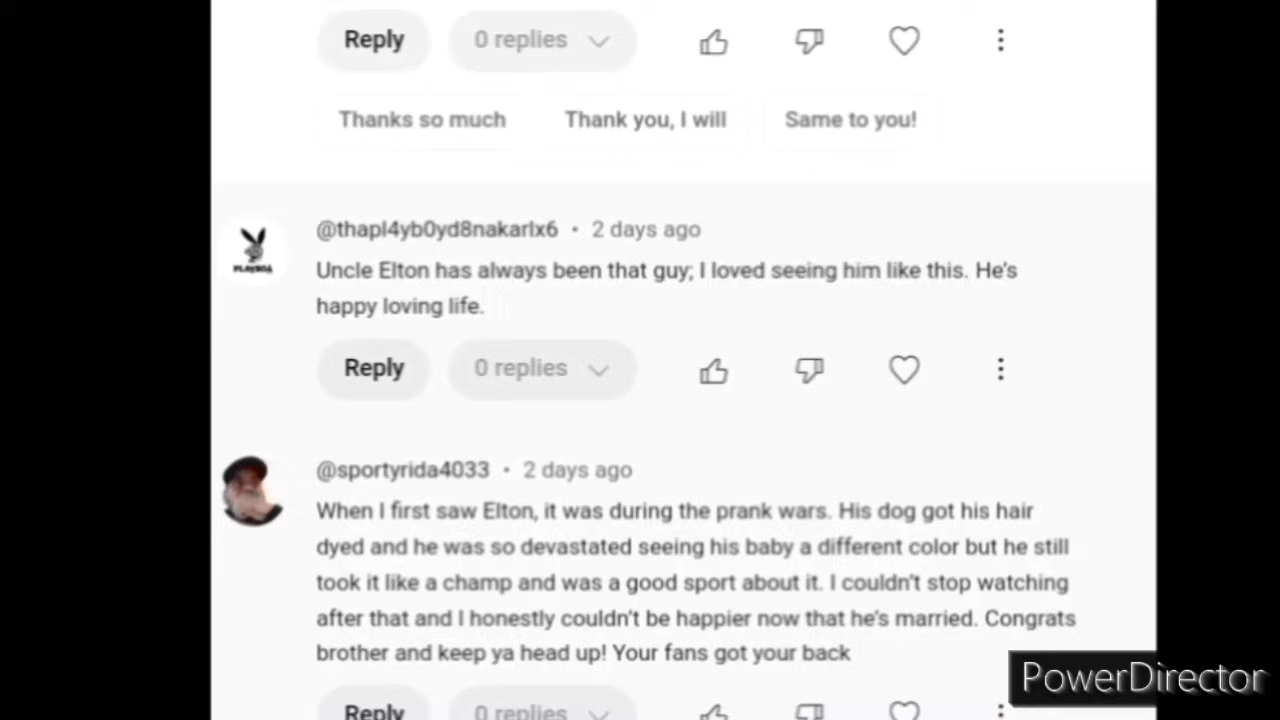 Reply 0 replies
Thanks so much Thank you, I will Same to you!
@thapl4yb0yd8nakarlx6 • 2 days ago
Uncle Elton has always been that guy; I loved seeing him like this. He's
happy loving life.
Reply 0 replies
@sportyrida4033 • 2 days ago
When I first saw Elton, it was during the prank wars. His dog got his hair
dyed and he was so devastated seeing his baby a different color but he still
took it like a champ and was a good sport about it. I couldn't stop watching
after that and I honestly couldn't be happier now that he's married. Congrats
brother and keep ya head up! Your fans got your back
Reply 0 replies
PowerDirector